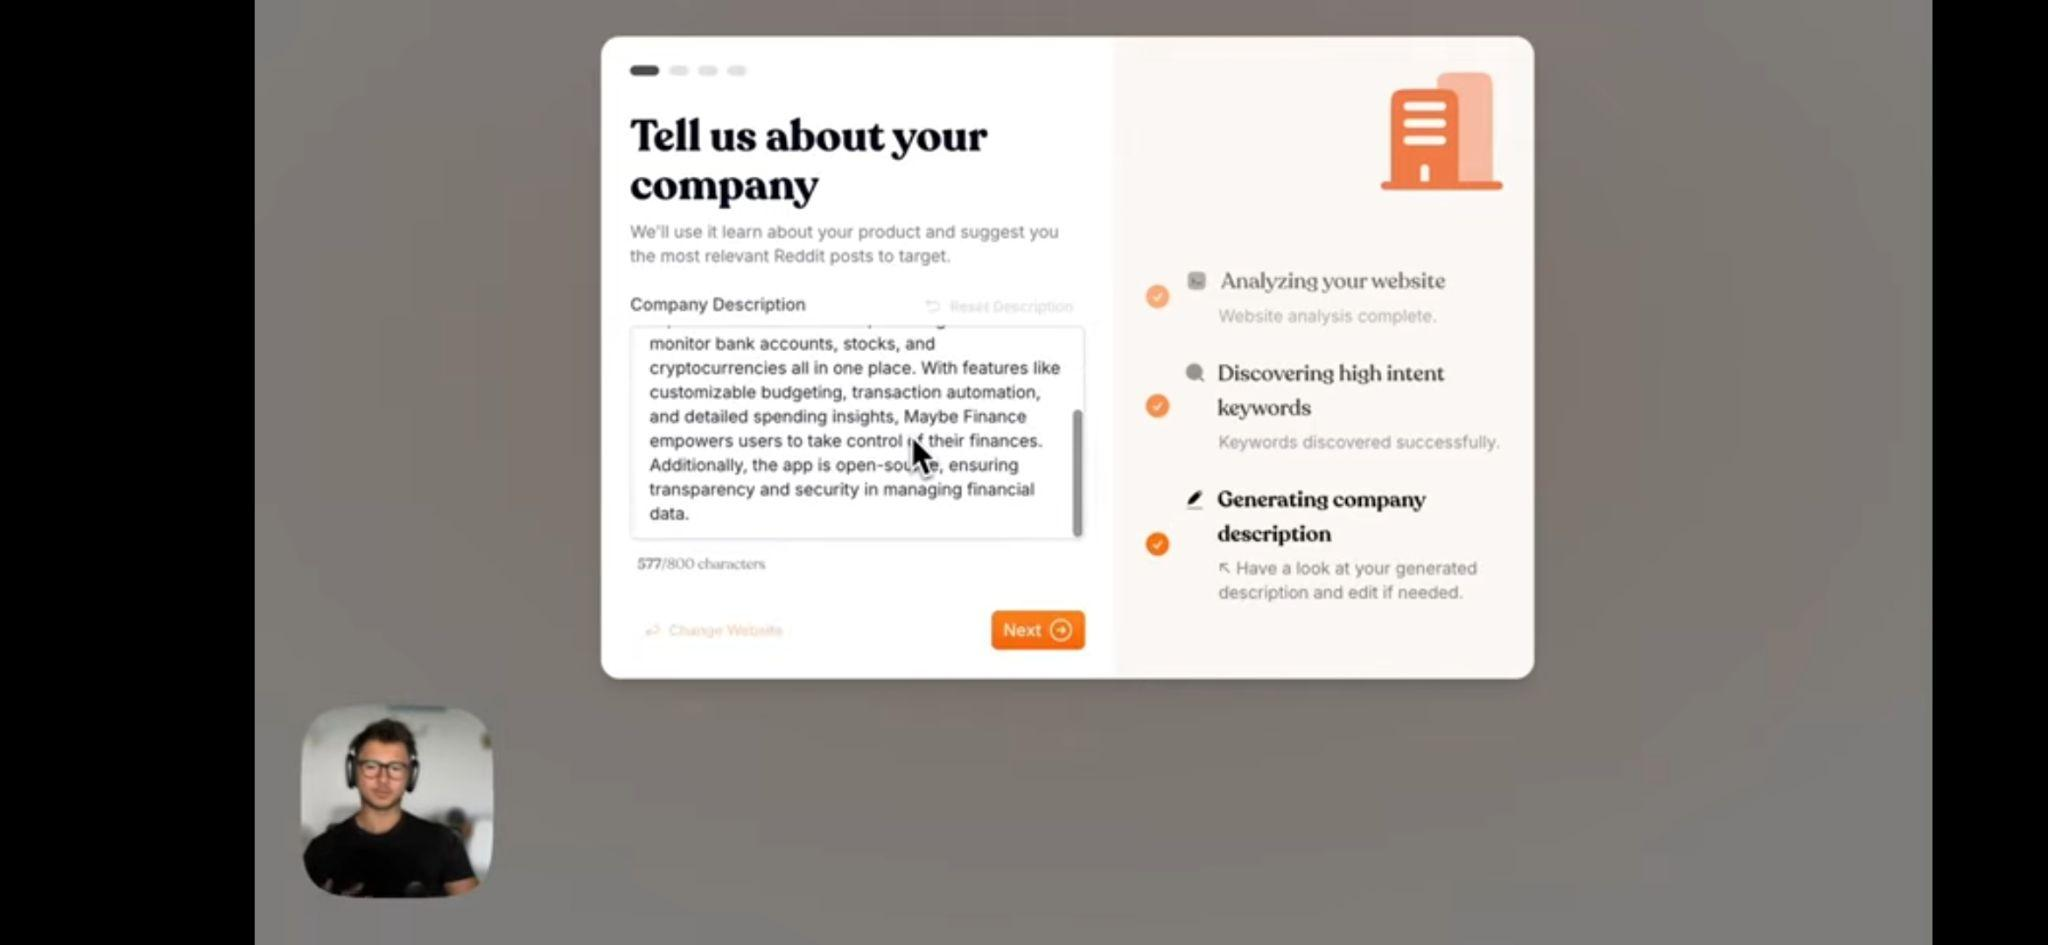 Tell us about your
company
We'll use it learn about your product and suggest you
the most relevant Reddit posts to target.
Company Description
Reset Description
monitor bank accounts, stocks, and
cryptocurrencies all in one place. With features like
customizable budgeting, transaction automation,
and detailed spending insights, Maybe Finance
empowers users to take control of their finances.
Additionally, the app is open-source, ensuring
transparency and security in managing financial
data.
577/800 characters
Change Website
Next
Analyzing your website
Website analysis complete.
Discovering high intent
keywords
Keywords discovered successfully.
Generating company
description
Have a look at your generated
description and edit if needed.